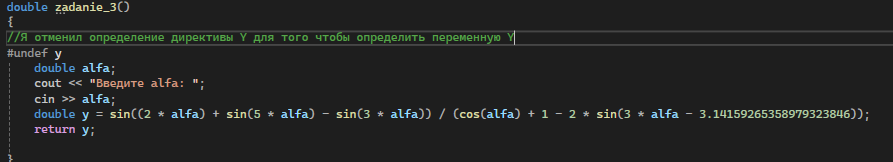 double zadanie_3()
{
//Я отменил определение директивы Y для того чтобы определить переменную Y
#undef y
double alfa;
cout << "Введите alfa: ";
cin >> alfa;
double y = sin((2 * alfa) + sin(5 * alfa) - sin(3 * alfa)) / (cos(alfa) + 1 - 2 * sin(3 * alfa - 3.14159265358979323846));
return y;
}